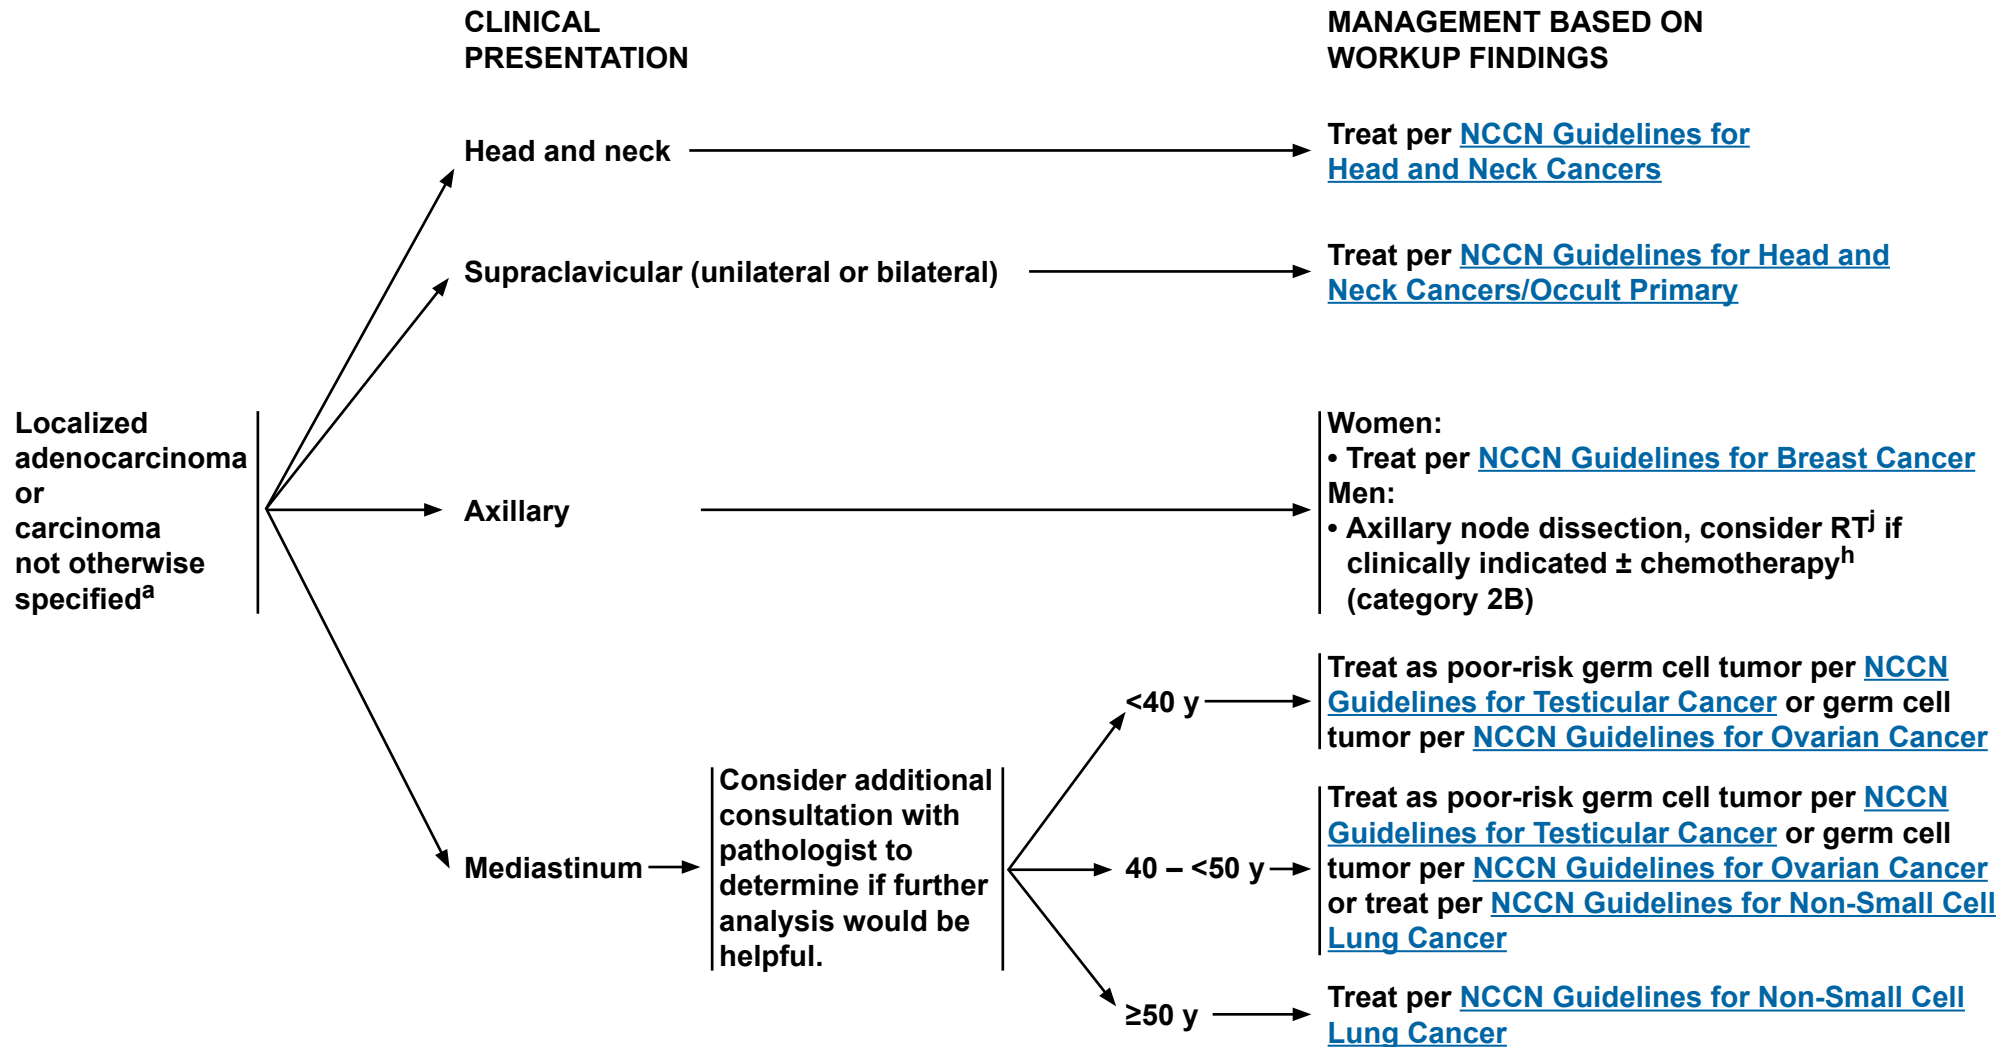 CLINICAL
PRESENTATION
MANAGEMENT BASED ON
WORKUP FINDINGS
Head and neck
Treat per NCCN Guidelines for
Head and Neck Cancers
Supraclavicular (unilateral or bilateral)
Treat per NCCN Guidelines for Head and
Neck Cancers/Occult Primary
Localized
adenocarcinoma
or
carcinoma
not otherwise
specifiedᵃ
Axillary
Women:
• Treat per NCCN Guidelines for Breast Cancer
Men:
• Axillary node dissection, consider RTʲ if
clinically indicated ± chemotherapyʰ
(category 2B)
Mediastinum
Consider additional
consultation with
pathologist to
determine if further
analysis would be
helpful.
<40 y
Treat as poor-risk germ cell tumor per NCCN
Guidelines for Testicular Cancer or germ cell
tumor per NCCN Guidelines for Ovarian Cancer
40 – <50 y
Treat as poor-risk germ cell tumor per NCCN
Guidelines for Testicular Cancer or germ cell
tumor per NCCN Guidelines for Ovarian Cancer
or treat per NCCN Guidelines for Non-Small Cell
Lung Cancer
≥50 y
Treat per NCCN Guidelines for Non-Small Cell
Lung Cancer